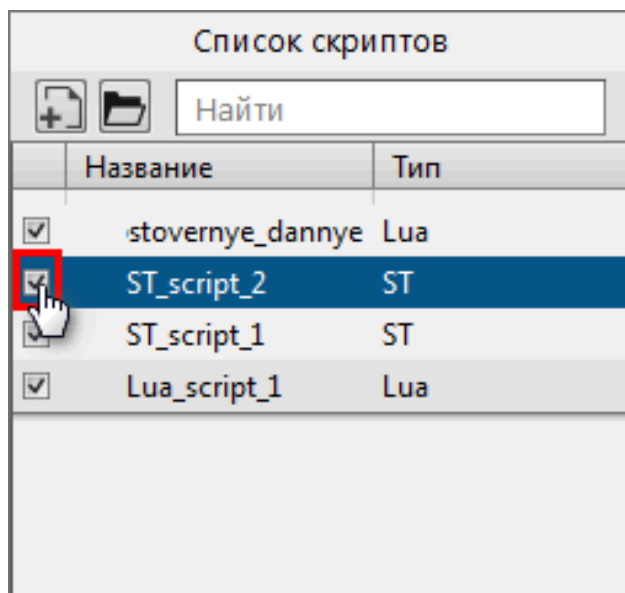 Список скриптов
Найти
Название Тип
stovernye_dannye Lua
ST_script_2 ST
ST_script_1 ST
Lua_script_1 Lua